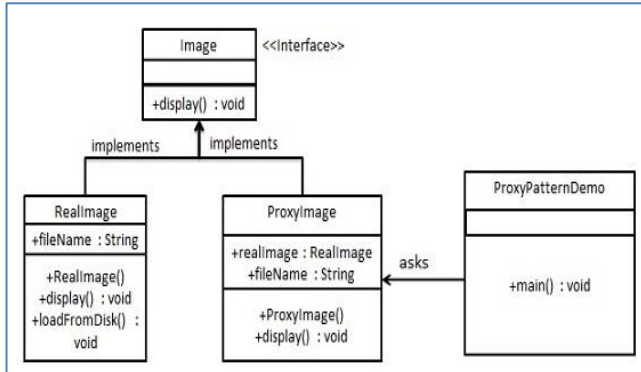 Image
<<Interface>>
+display() : void
implements
implements
RealImage
+fileName : String
+RealImage()
+display() : void
+loadFromDisk() :
void
ProxyImage
+realImage : RealImage
+fileName : String
+ProxyImage()
+display() : void
asks
ProxyPatternDemo
+main() : void